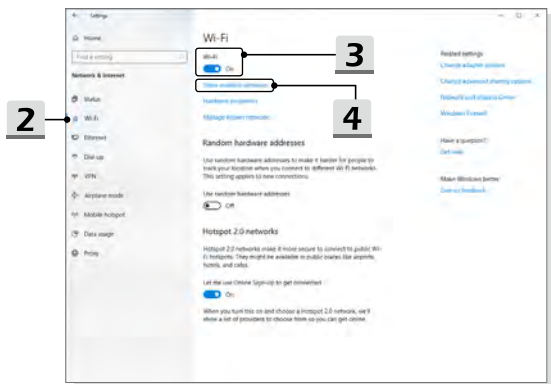 Settings
Home
Find a setting
Network & Internet
Status
2
Wi-Fi
Ethernet
Dial-up
VPN
Airplane mode
Mobile hotspot
Data usage
Proxy
Wi-Fi
Wi-Fi
On
3
Show available networks
4
Hardware properties
Manage known networks
Random hardware addresses
Use random hardware addresses to make it harder for people to
track your location when you connect to different Wi-Fi networks.
This setting applies to new connections.
Use random hardware addresses
Off
Hotspot 2.0 networks
Hotspot 2.0 networks make it more secure to connect to public Wi-
Fi hotspots. They might be available in public places like airports,
hotels, and cafes.
Let me use Online Sign-Up to get connected
On
When you turn this on and choose a Hotspot 2.0 network, we'll
show a list of providers to choose from so you can get online.
Related settings
Change adapter options
Change advanced sharing options
Network and Sharing Center
Windows Firewall
Have a question?
Get help
Make Windows better
Give us feedback